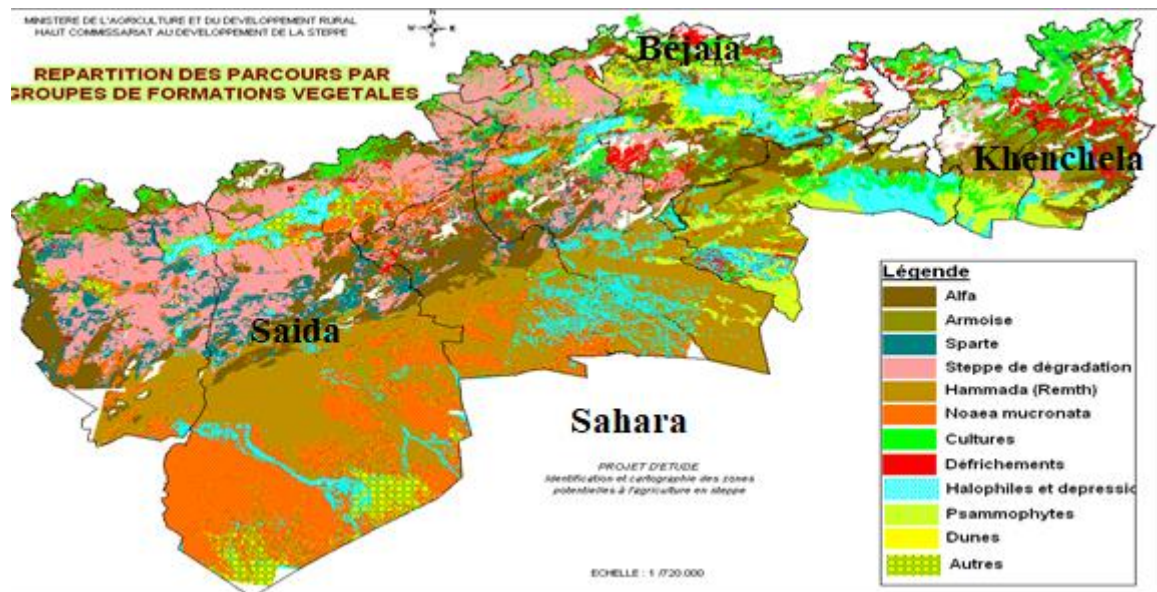 MINISTERE DE L'AGRICULTURE ET DU DEVELOPPEMENT RURAL
HAUT COMMISSARIAT AU DEVELOPPEMENT DE LA STEPPE
REPARTITION DES PARCOURS PAR
GROUPES DE FORMATIONS VEGETALES
Bejaia
Khenchela
Saida
Sahara
PROJET D'ETUDE
Identification et cartographie des zones
potentielles à l'agriculture en steppe
ECHELLE : 1 /720.000
Légende
Alfa
Armoise
Sparte
Steppe de dègradation
Hammada (Remth)
Noaea mucronata
Cultures
Défrichements
Halophiles et depressic
Psammophytes
Dunes
Autres